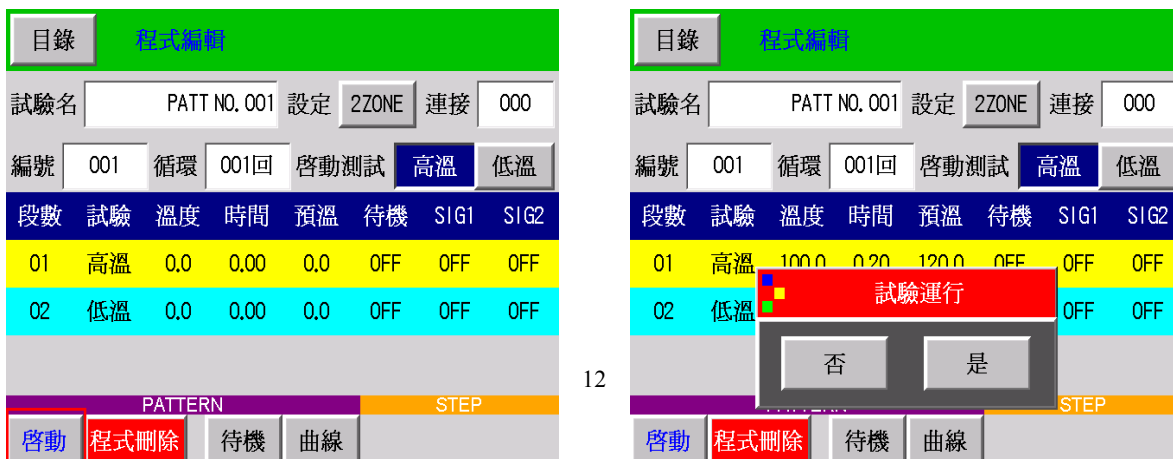 目錄 程式編輯
試驗名 PATT NO. 001 設定 2ZONE 連接 000
編號 001 循環 001回 啓動測試 高溫 低溫
段數 試驗 溫度 時間 預溫 待機 SIG1 SIG2
01 高溫 0.0 0.00 0.0 OFF OFF OFF
02 低溫 0.0 0.00 0.0 OFF OFF OFF
PATTERN STEP
啓動 程式刪除 待機 曲線
12
目錄 程式編輯
試驗名 PATT NO. 001 設定 2ZONE 連接 000
編號 001 循環 001回 啓動測試 高溫 低溫
段數 試驗 溫度 時間 預溫 待機 SIG1 SIG2
01 高溫 100.0 0.20 120.0 OFF OFF OFF
試驗運行
02 低溫 OFF OFF
否 是
STEP
啓動 程式刪除 待機 曲線